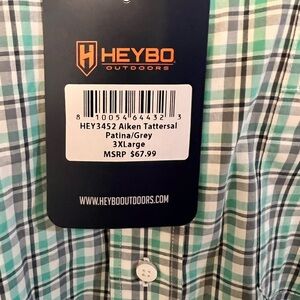 HEYBO
OUTDOORS
8 10054 64432 3
HEY3452 Aiken Tattersal
Patina/Grey
3XLarge
MSRP $67.99
WWW.HEYBOOUTDOORS.COM